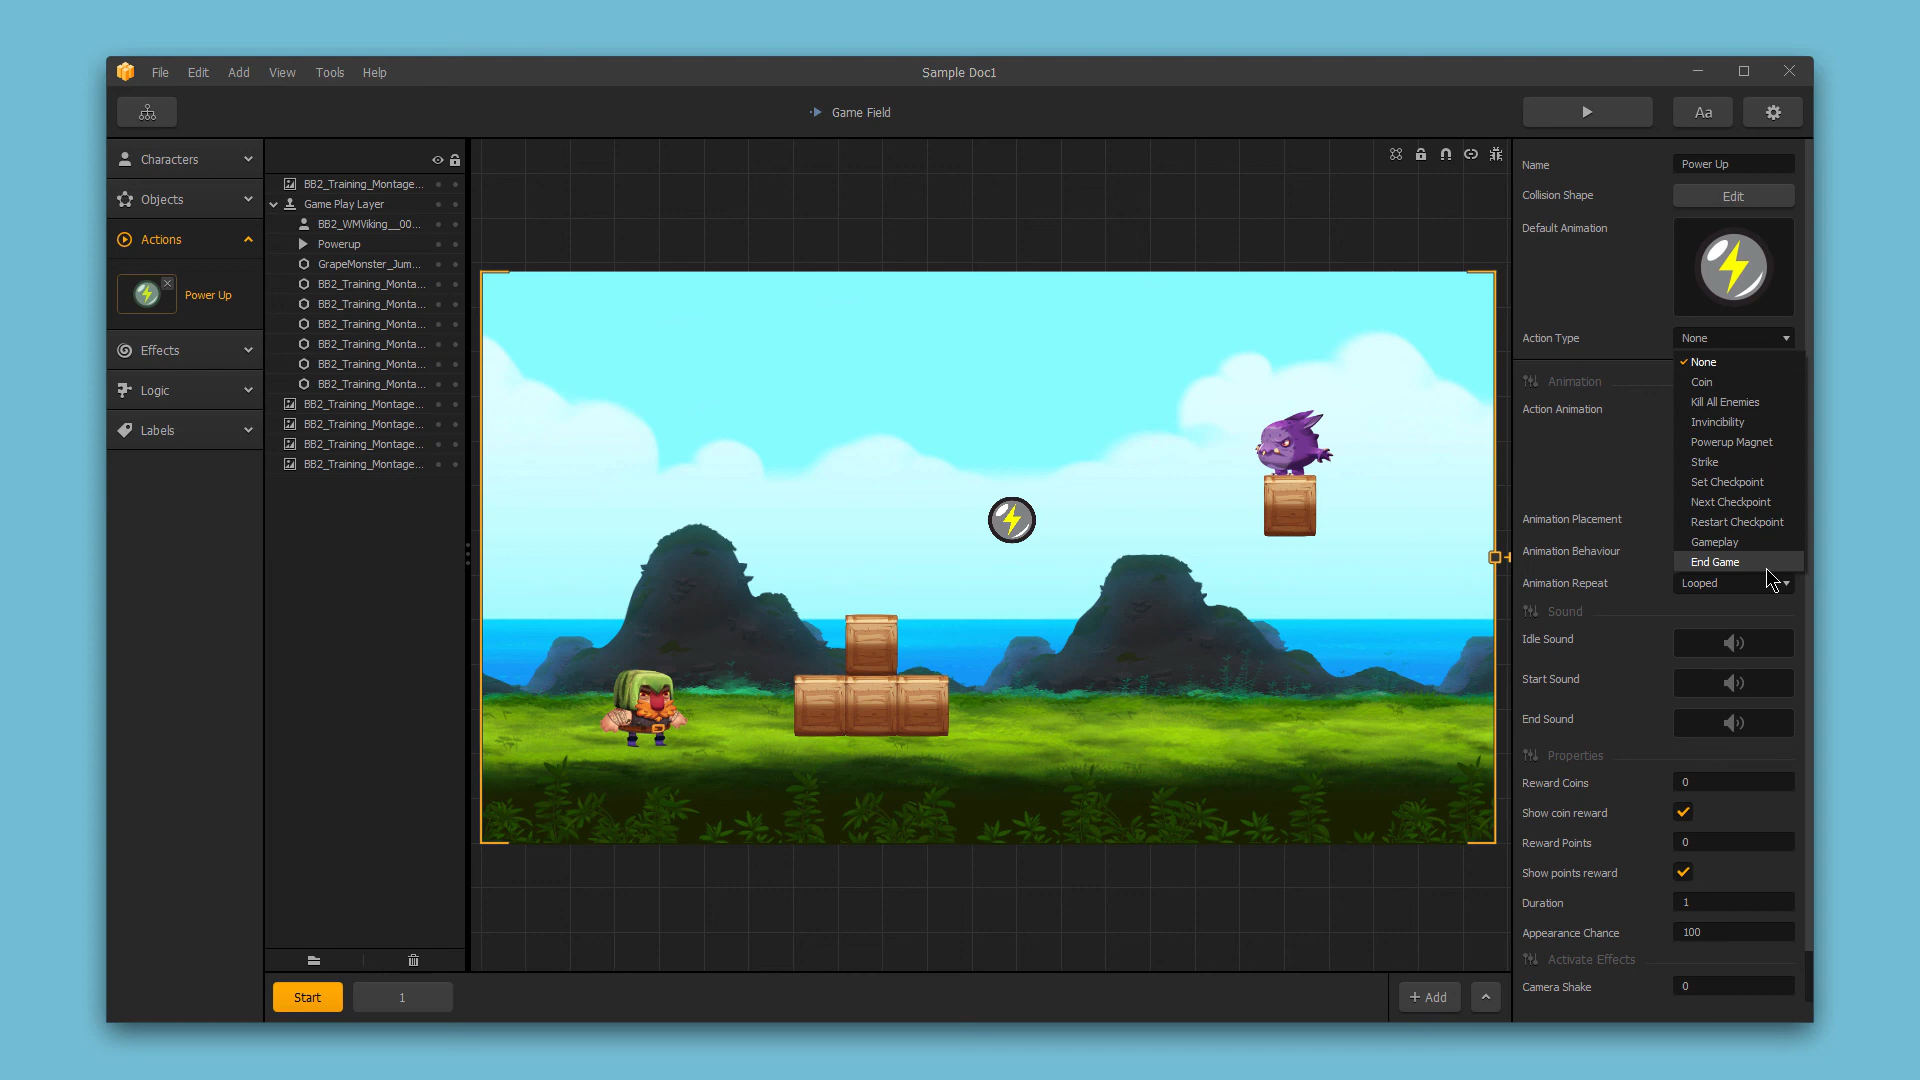 File Edit Add View Tools Help
Sample Doc1
Game Field
Aa
Characters
Objects
Actions
Power Up
Effects
Logic
Labels
BB2_Training_Montage...
Game Play Layer
BB2_WMViking__00...
Powerup
GrapeMonster_Jum...
BB2_Training_Monta...
BB2_Training_Monta...
BB2_Training_Monta...
BB2_Training_Monta...
BB2_Training_Monta...
BB2_Training_Monta...
BB2_Training_Montage...
BB2_Training_Montage...
BB2_Training_Montage...
BB2_Training_Montage...
Start
1
+ Add
Name Power Up
Collision Shape Edit
Default Animation
Action Type None
None
Coin
Kill All Enemies
Invincibility
Powerup Magnet
Strike
Set Checkpoint
Next Checkpoint
Restart Checkpoint
Gameplay
End Game
Animation
Action Animation
Animation Placement
Animation Behaviour
Animation Repeat Looped
Sound
Idle Sound
Start Sound
End Sound
Properties
Reward Coins 0
Show coin reward
Reward Points 0
Show points reward
Duration 1
Appearance Chance 100
Activate Effects
Camera Shake 0